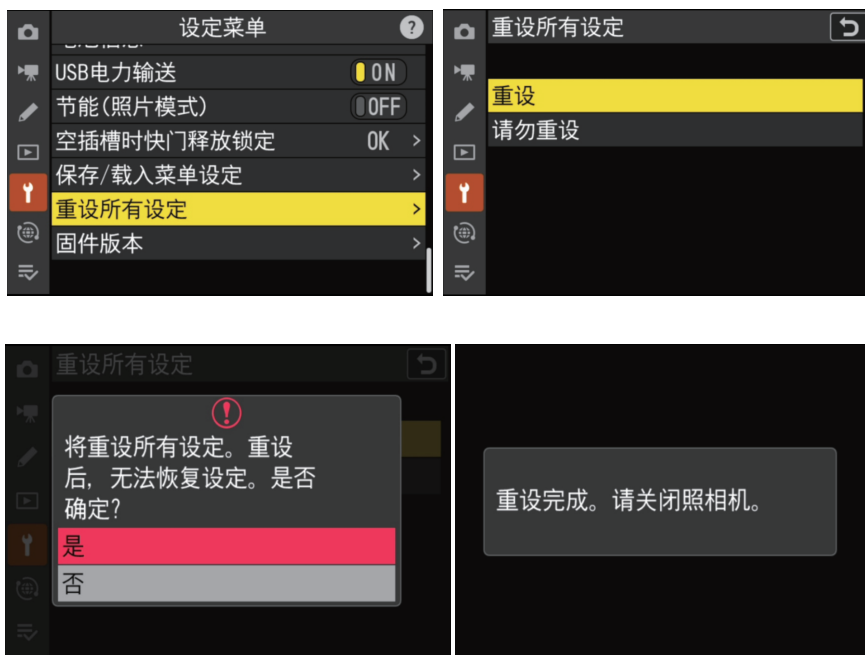 设定菜单 ?
USB电力输送 ON
节能(照片模式) OFF
空插槽时快门释放锁定 OK >
保存/载入菜单设定 >
重设所有设定 >
固件版本 >
重设所有设定
重设
请勿重设
重设所有设定
将重设所有设定。重设
后, 无法恢复设定。是否
确定?
是
否
重设完成。请关闭照相机。